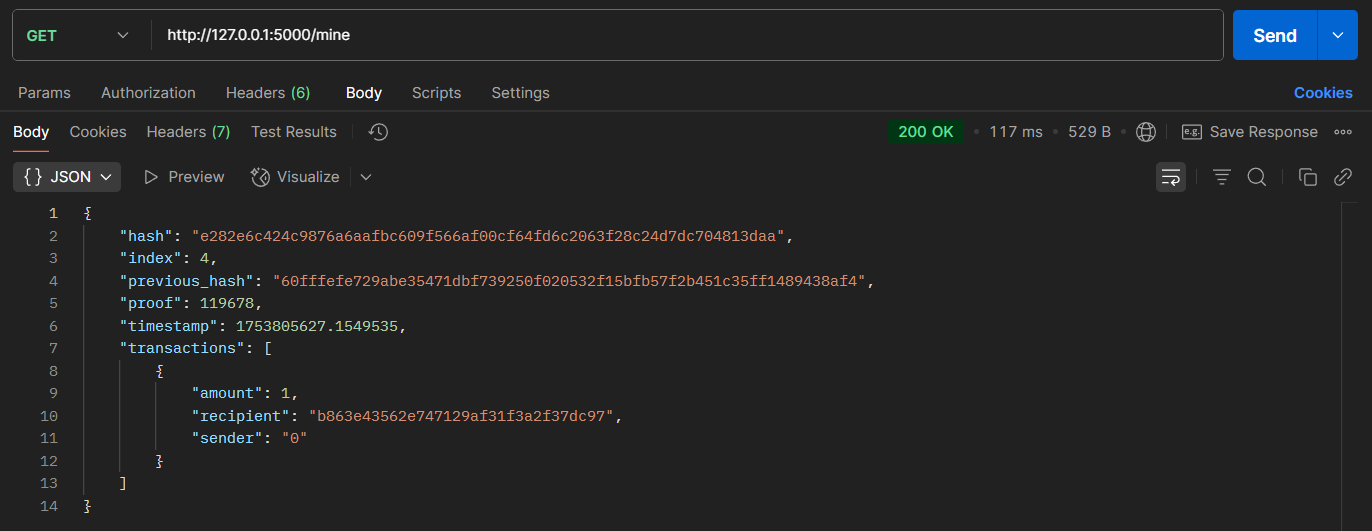 GET http://127.0.0.1:5000/mine Send
Params Authorization Headers (6) Body Scripts Settings Cookies
Body Cookies Headers (7) Test Results 200 OK • 117 ms • 529 B • e.g. Save Response
{} JSON Preview Visualize
1 {
2 "hash": "e282e6c424c9876a6aafbc609f566af00cf64fd6c2063f28c24d7dc704813daa",
3 "index": 4,
4 "previous_hash": "60fffefe729abe35471dbf739250f020532f15bfb57f2b451c35ff1489438af4",
5 "proof": 119678,
6 "timestamp": 1753805627.1549535,
7 "transactions": [
8 {
9 "amount": 1,
10 "recipient": "b863e43562e747129af31f3a2f37dc97",
11 "sender": "0"
12 }
13 ]
14 }